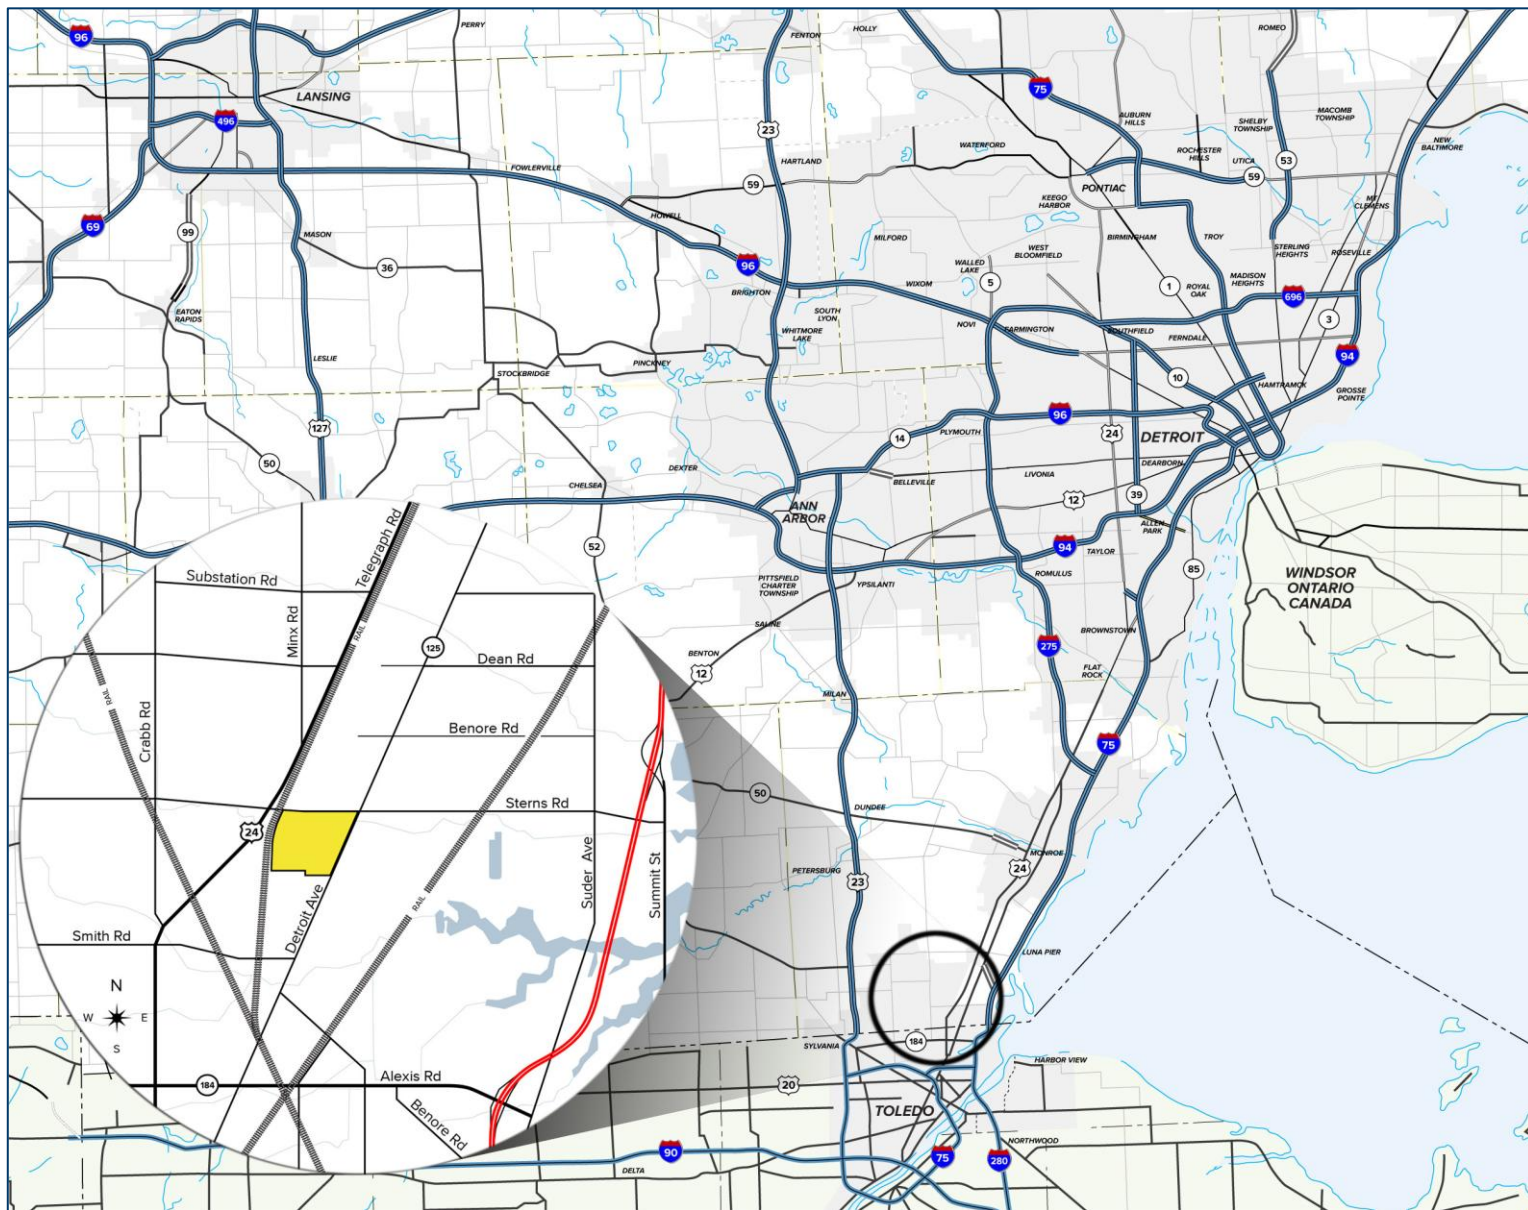 PERRY
HOLLY
FENTON
ROMEO
96
LANSING
75
496
23
AUBURN
HILLS
SHELBY
TOWNSHIP
MACOMB
TOWNSHIP
NEW
BALTIMORE
WATERFORD
ROCHESTER
HILLS
UTICA
53
HARTLAND
FOWLERVILLE
59
59
PONTIAC
KEEGO
HARBOR
MT
CLEMENS
HOWELL
69
99
MASON
36
MILFORD
WEST
BLOOMFIELD
BIRMINGHAM
TROY
STERLING
HEIGHTS
ROSEVILLE
96
BRIGHTON
WALLED
LAKE
5
WIXOM
1
ROYAL
OAK
MADISON
HEIGHTS
696
EATON
RAPIDS
SOUTH
LYON
NOVI
FARMINGTON
SOUTHFIELD
FERNDALE
3
WHITMORE
LAKE
LESLIE
STOCKBRIDGE
PINCKNEY
10
HAMTRAMCK
94
GROSSE
POINTE
127
50
96
14
PLYMOUTH
24
DETROIT
DEXTER
CHELSEA
BELLEVILLE
LIVONIA
DEARBORN
12
39
ANN
ARBOR
ALLEN
PARK
52
94
TAYLOR
85
PITTSFIELD
CHARTER
TOWNSHIP
YPSILANTI
ROMULUS
WINDSOR
ONTARIO
CANADA
SALINE
BROWNSTOWN
BENTON
12
275
FLAT
ROCK
MILAN
75
50
DUNDEE
MONROE
PETERSBURG
23
24
LUNA PIER
SYLVANIA
184
HARBOR VIEW
20
TOLEDO
NORTHWOOD
90
DELTA
75
280
Substation Rd
Minx Rd
Telegraph Rd
RAIL
125
Dean Rd
RAIL
Crabb Rd
Benore Rd
Sterns Rd
24
Suder Ave
Summit St
RAIL
Detroit Ave
Smith Rd
N
W
E
S
184
Alexis Rd
Benore Rd